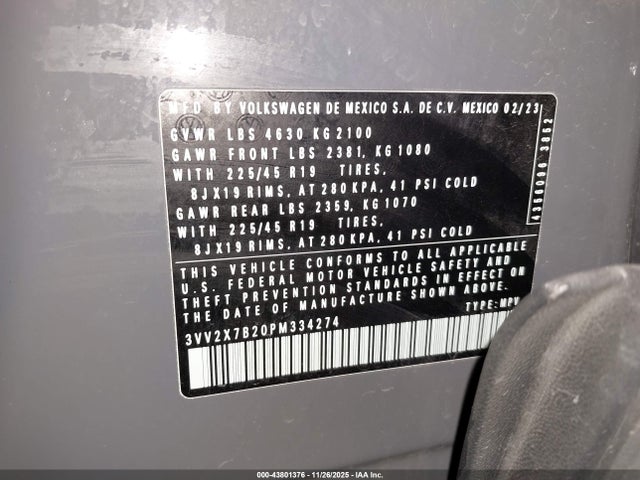 MFD BY VOLKSWAGEN DE MEXICO S.A. DE C.V. MEXICO 02/23
GVWR LBS 4630 KG 2100
GAWR FRONT LBS 2381, KG 1080
WITH 225/45 R19 TIRES,
8JX19 RIMS, AT 280 KPA, 41 PSI COLD
GAWR REAR LBS 2359, KG 1070
WITH 225/45 R19 TIRES,
8JX19 RIMS, AT 280 KPA, 41 PSI COLD
THIS VEHICLE CONFORMS TO ALL APPLICABLE
U.S. FEDERAL MOTOR VEHICLE SAFETY AND
THEFT PREVENTION STANDARDS IN EFFECT ON
THE DATE OF MANUFACTURE SHOWN ABOVE.
TYPE: MPV
3VV2X7B20PM334274
4356096 3852
000-43801376 - 11/26/2025 - IAA Inc.